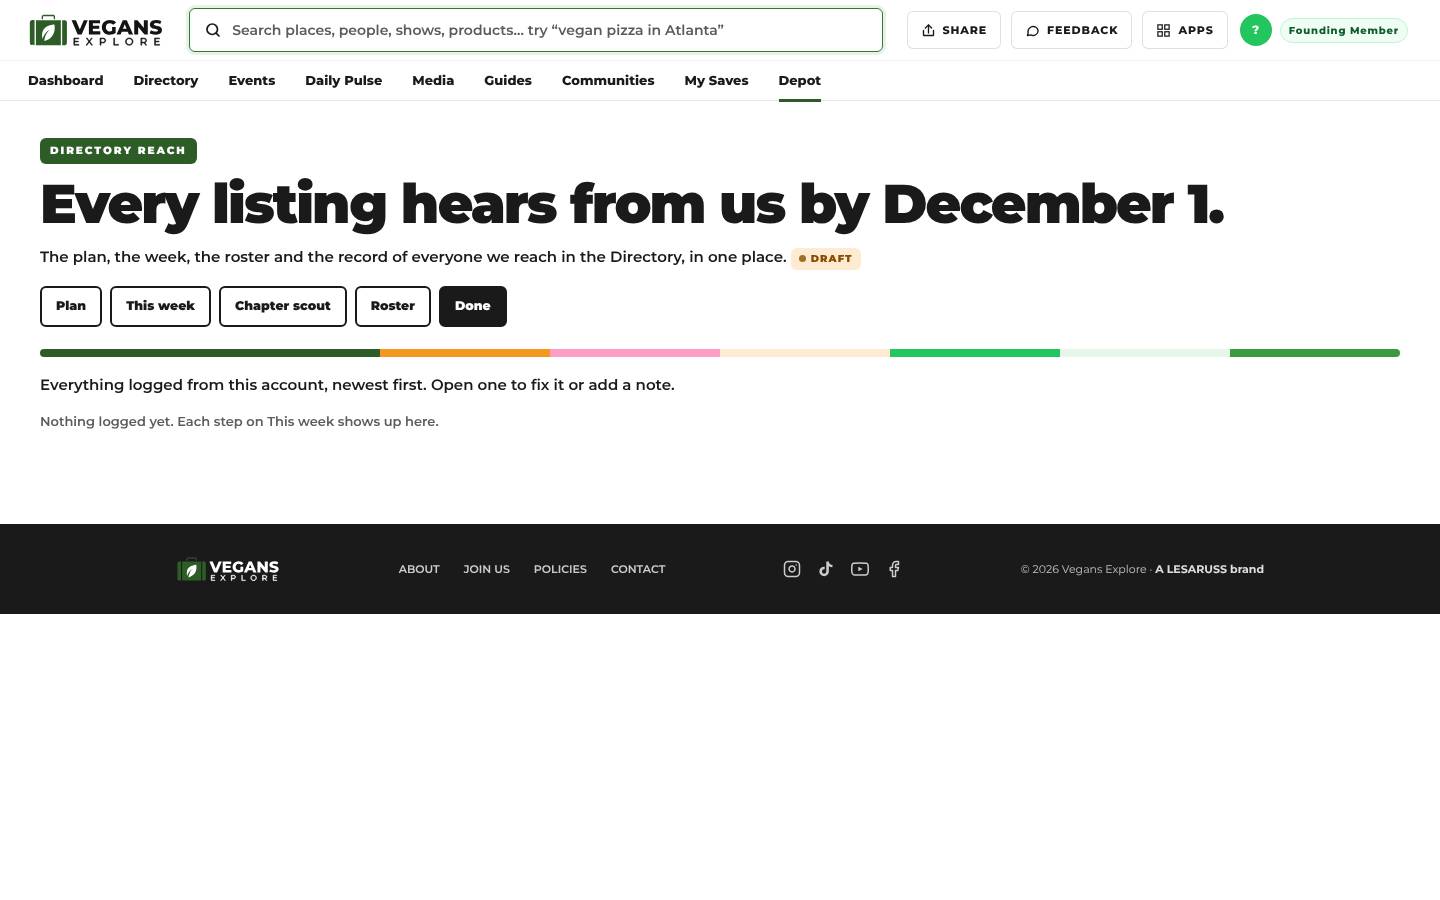 VEGANS
EXPLORE
Search places, people, shows, products... try “vegan pizza in Atlanta”
SHARE
FEEDBACK
APPS
?
Founding Member
Dashboard
Directory
Events
Daily Pulse
Media
Guides
Communities
My Saves
Depot
DIRECTORY REACH
Every listing hears from us by December 1.
The plan, the week, the roster and the record of everyone we reach in the Directory, in one place.
DRAFT
Plan
This week
Chapter scout
Roster
Done
Everything logged from this account, newest first. Open one to fix it or add a note.
Nothing logged yet. Each step on This week shows up here.
VEGANS
EXPLORE
ABOUT
JOIN US
POLICIES
CONTACT
© 2026 Vegans Explore · A LESARUSS brand